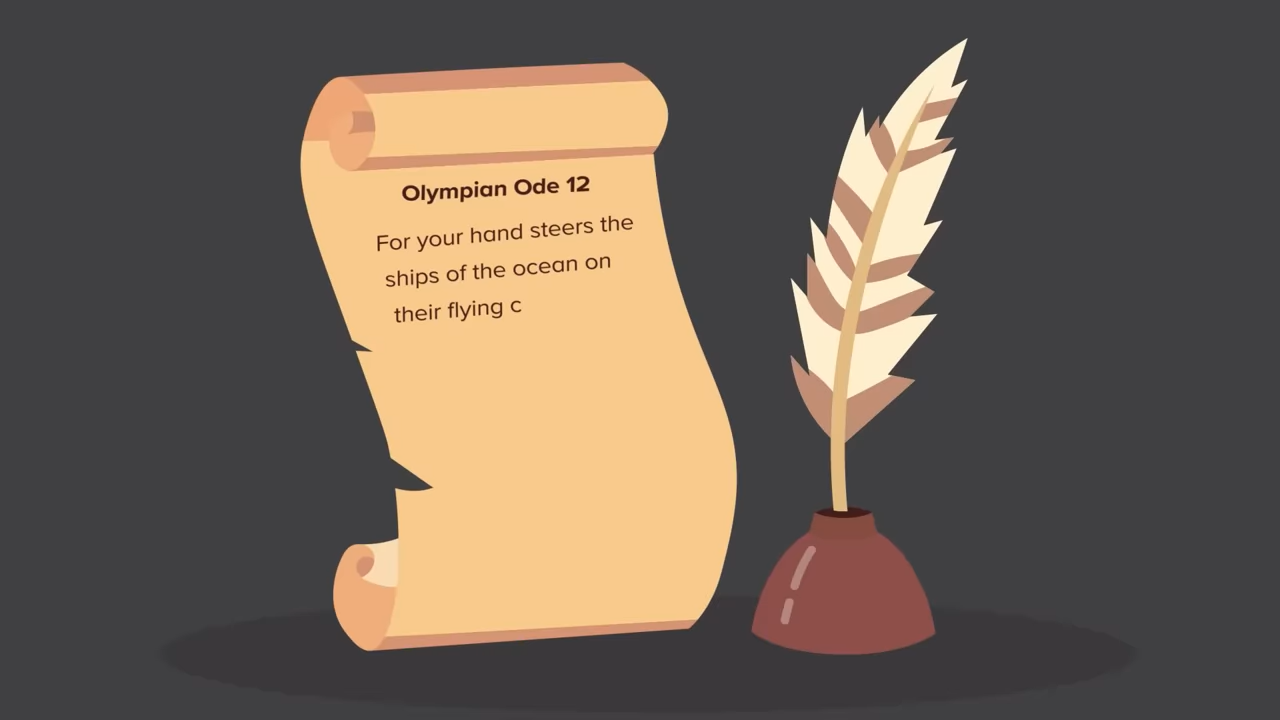 Olympian Ode 12
For your hand steers the
ships of the ocean on
their flying c